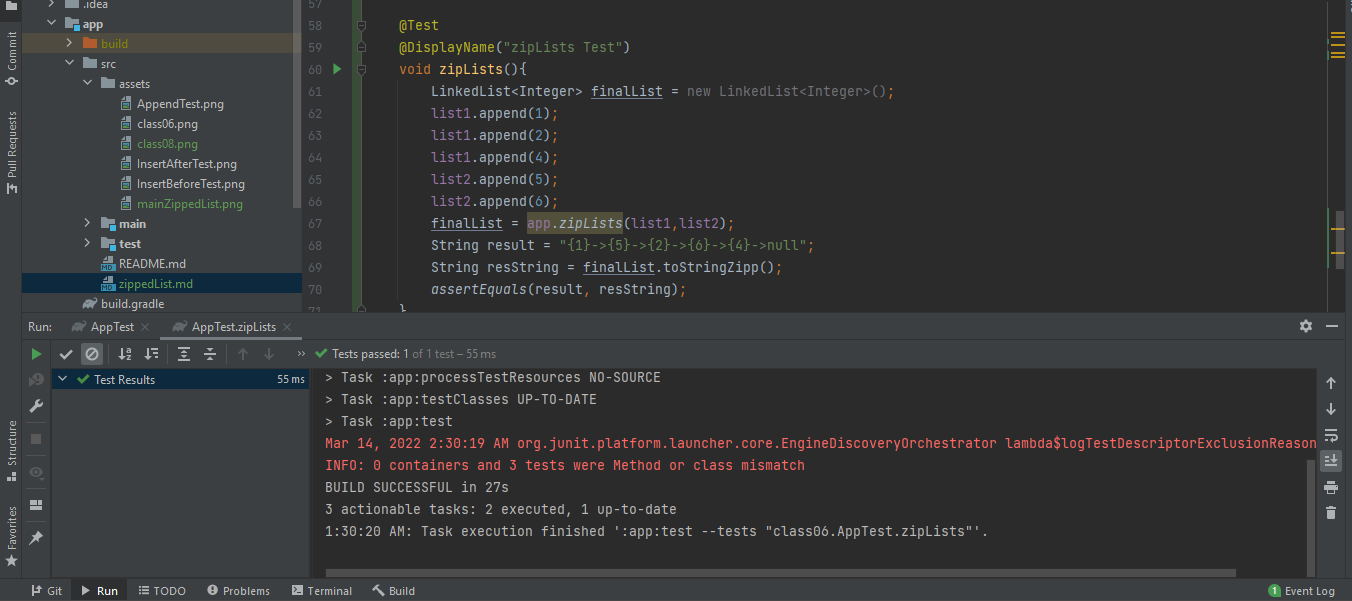 .idea
app
build
src
assets
AppendTest.png
class06.png
class08.png
InsertAfterTest.png
InsertBeforeTest.png
mainZippedList.png
main
test
README.md
zippedList.md
build.gradle
Commit
Pull Requests
57
58 @Test
59 @DisplayName("zipLists Test")
60 void zipLists(){
61 LinkedList<Integer> finalList = new LinkedList<Integer>();
62 list1.append(1);
63 list1.append(2);
64 list1.append(4);
65 list2.append(5);
66 list2.append(6);
67 finalList = app.zipLists(list1,list2);
68 String result = "{1}->{5}->{2}->{6}->{4}->null";
69 String resString = finalList.toStringZipp();
70 assertEquals(result, resString);
71 }
Run: AppTest AppTest.zipLists
Tests passed: 1 of 1 test – 55 ms
Test Results 55 ms
> Task :app:processTestResources NO-SOURCE
> Task :app:testClasses UP-TO-DATE
> Task :app:test
Mar 14, 2022 2:30:19 AM org.junit.platform.launcher.core.EngineDiscoveryOrchestrator lambda$logTestDescriptorExclusionReason
INFO: 0 containers and 3 tests were Method or class mismatch
BUILD SUCCESSFUL in 27s
3 actionable tasks: 2 executed, 1 up-to-date
1:30:20 AM: Task execution finished ':app:test --tests "class06.AppTest.zipLists"'.
Structure
Favorites
Git Run TODO Problems Terminal Build 1 Event Log